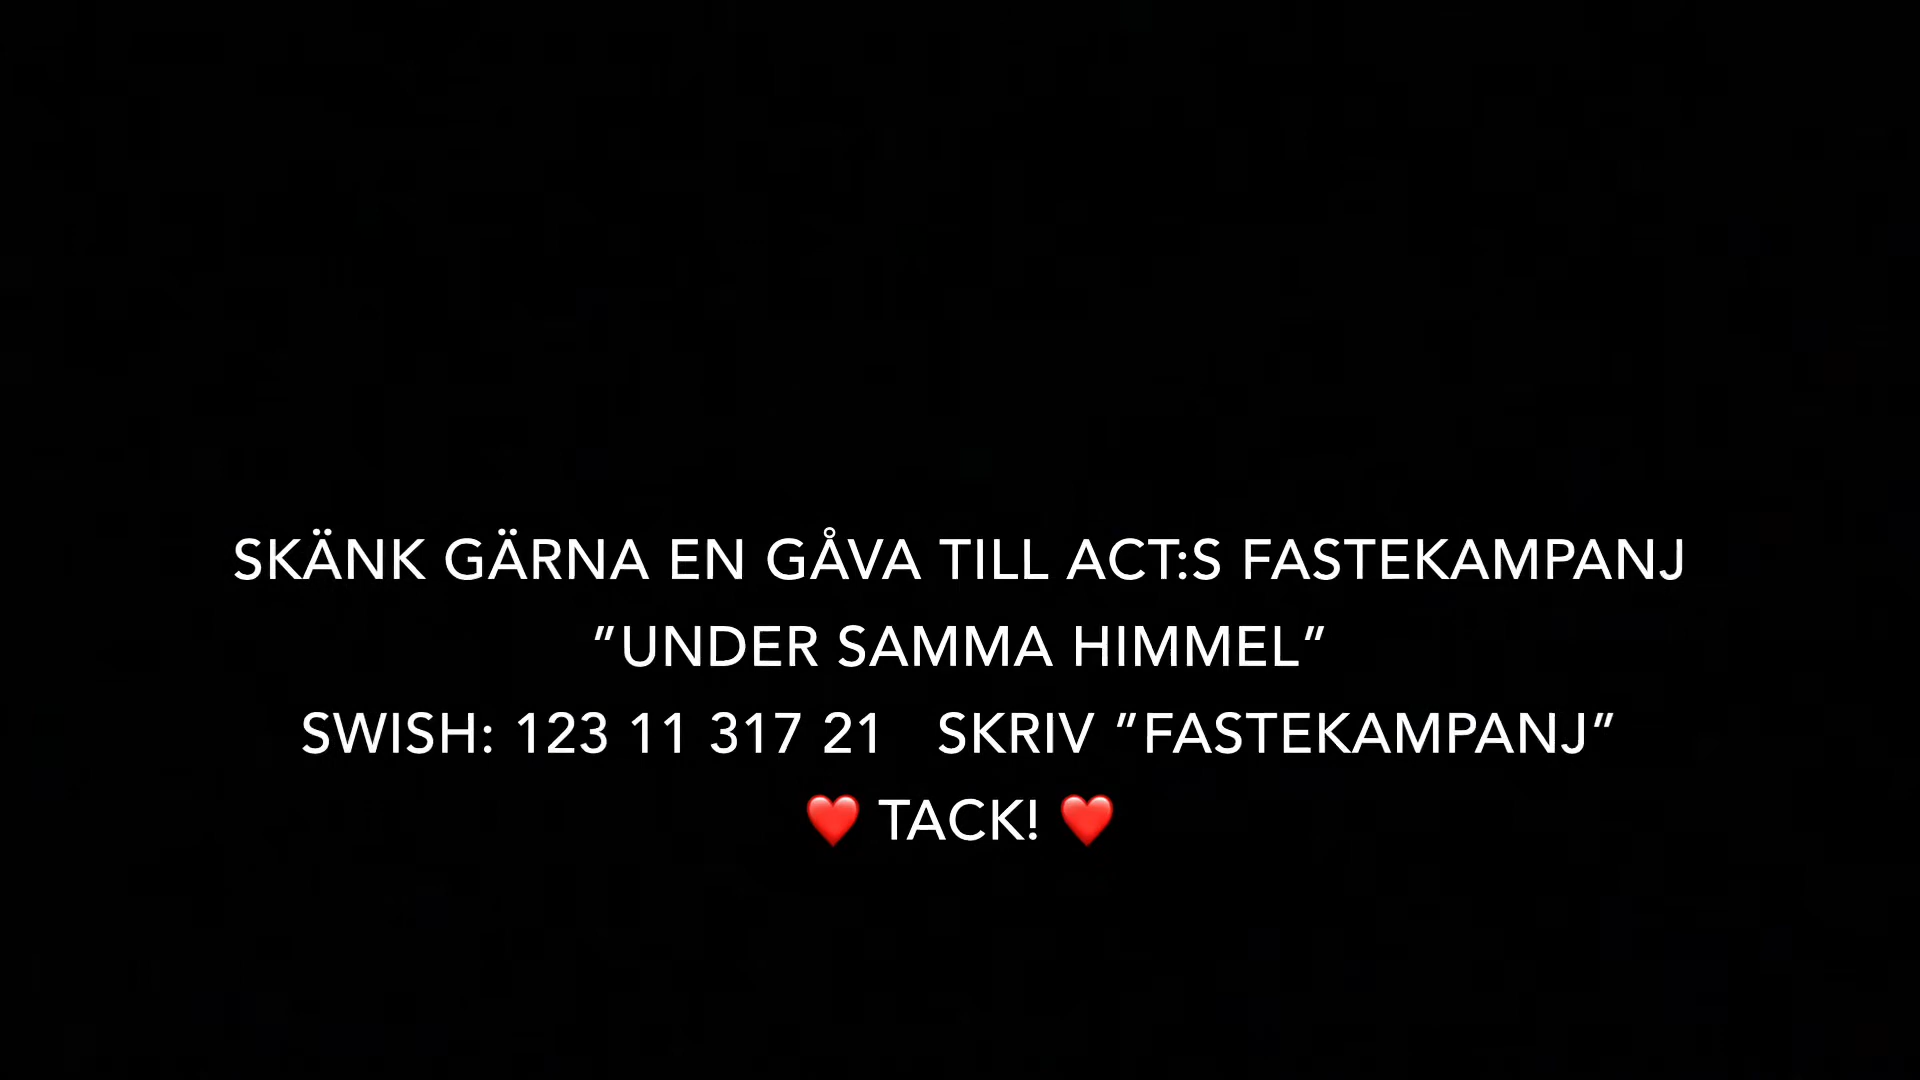 SKÄNK GÄRNA EN GÅVA TILL ACT:S FASTEKAMPANJ
”UNDER SAMMA HIMMEL”
SWISH: 123 11 317 21 SKRIV ”FASTEKAMPANJ”
❤️ TACK! ❤️